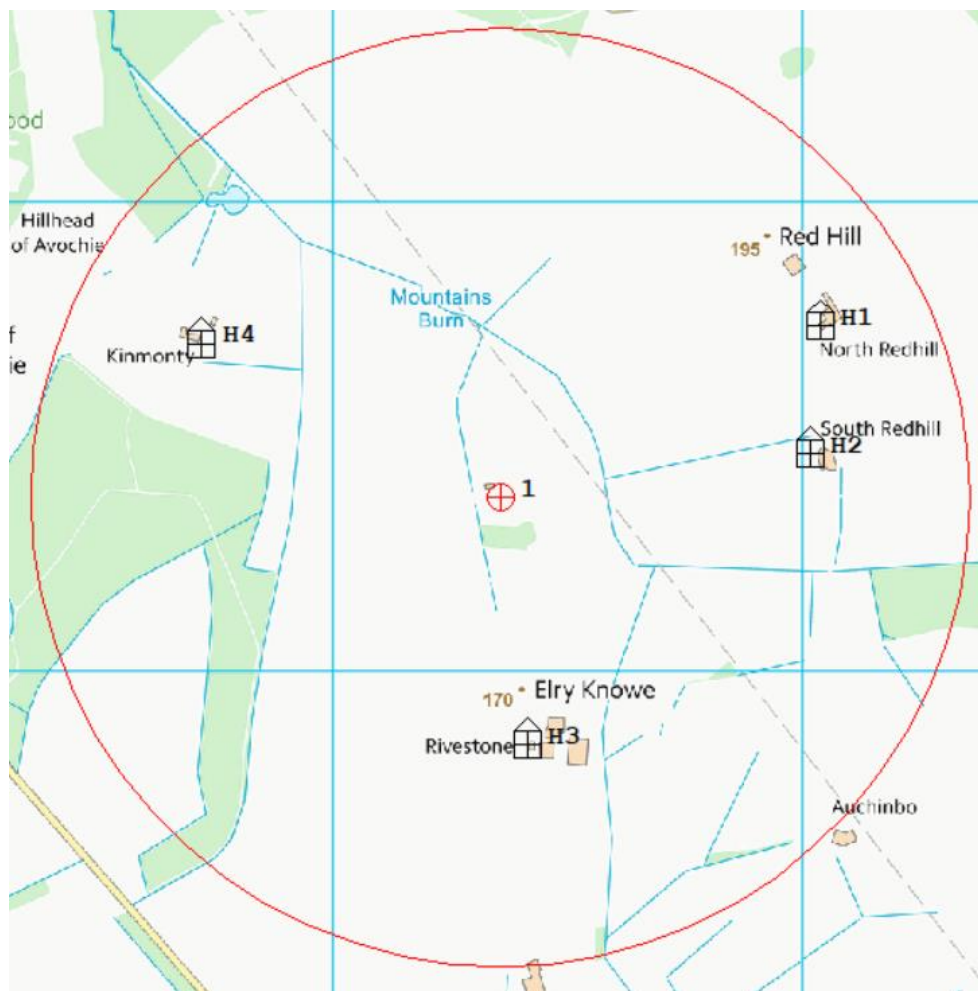 ood
Hillhead
of Avochie
195 Red Hill
Mountains
Burn
H1
North Redhill
f
ie
H4
Kinmonty
South Redhill
H2
1
170 Elry Knowe
Rivestone H3
Auchinbo